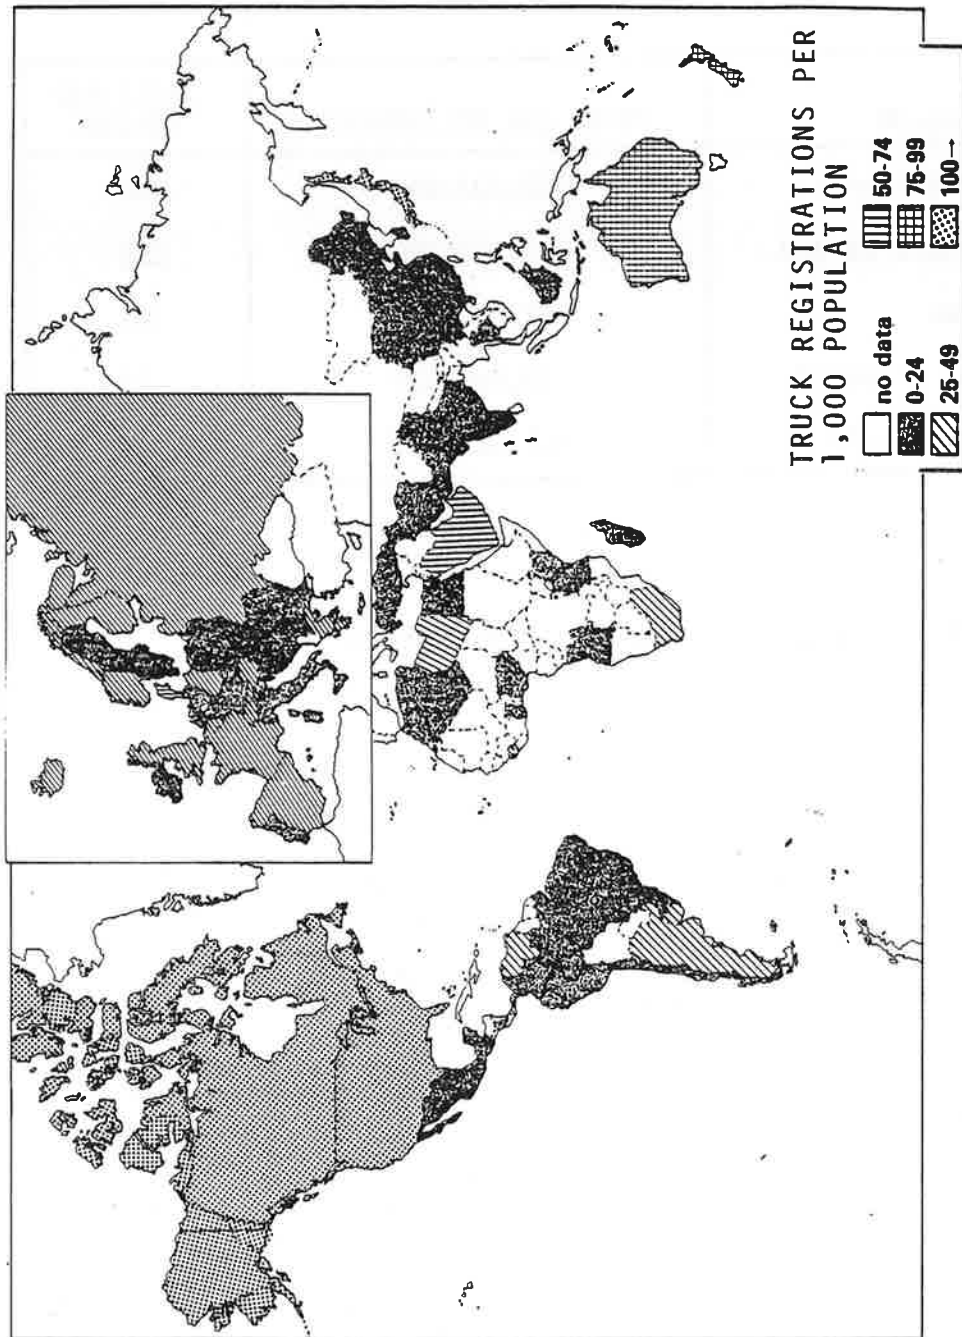 TRUCK REGISTRATIONS PER
1,000 POPULATION
no data
0-24
25-49
50-74
75-99
100→